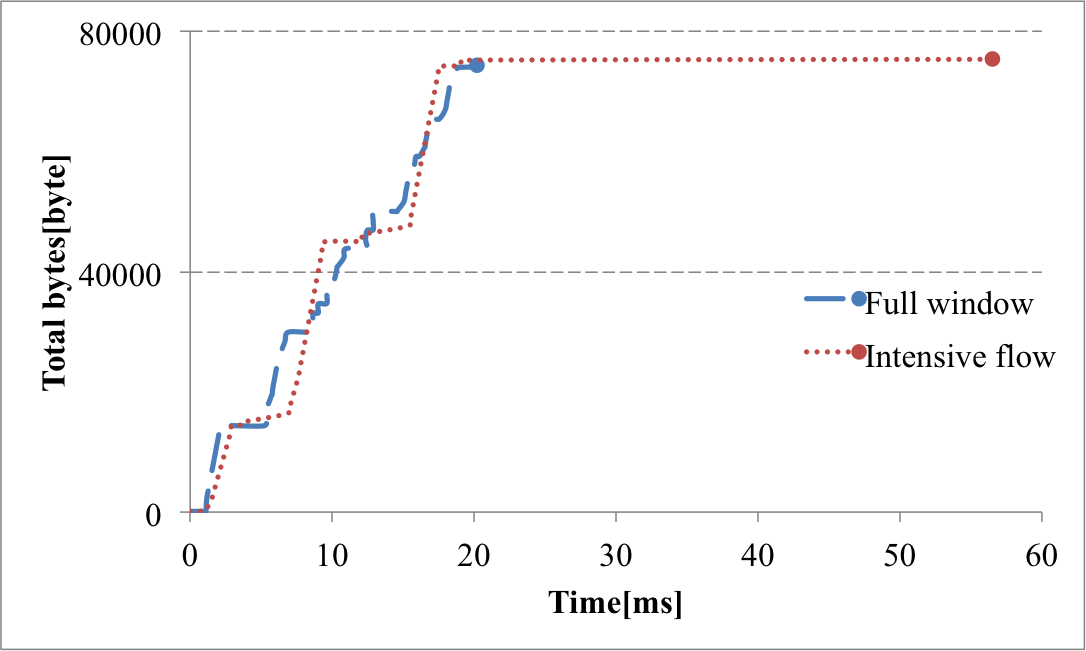 80000
40000
0
Total bytes[byte]
0 10 20 30 40 50 60
Time[ms]
Full window
Intensive flow